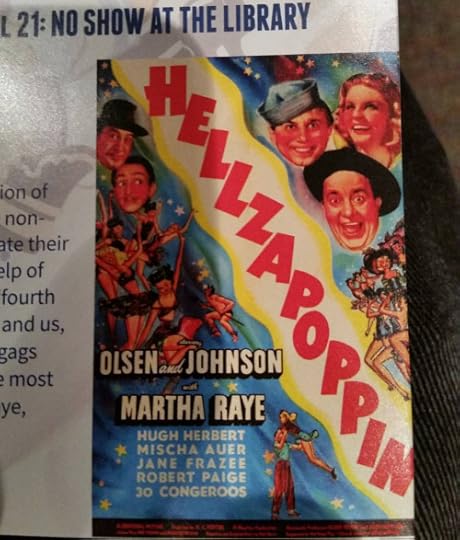 L 21: NO SHOW AT THE LIBRARY
ion of
non-
ate their
elp of
"fourth
and us,
gags
e most
ye,
HELLZAPOPPIN
starring
OLSEN and JOHNSON
with
MARTHA RAYE
HUGH HERBERT
MISCHA AUER
JANE FRAZEE
ROBERT PAIGE
30 CONGEROOS